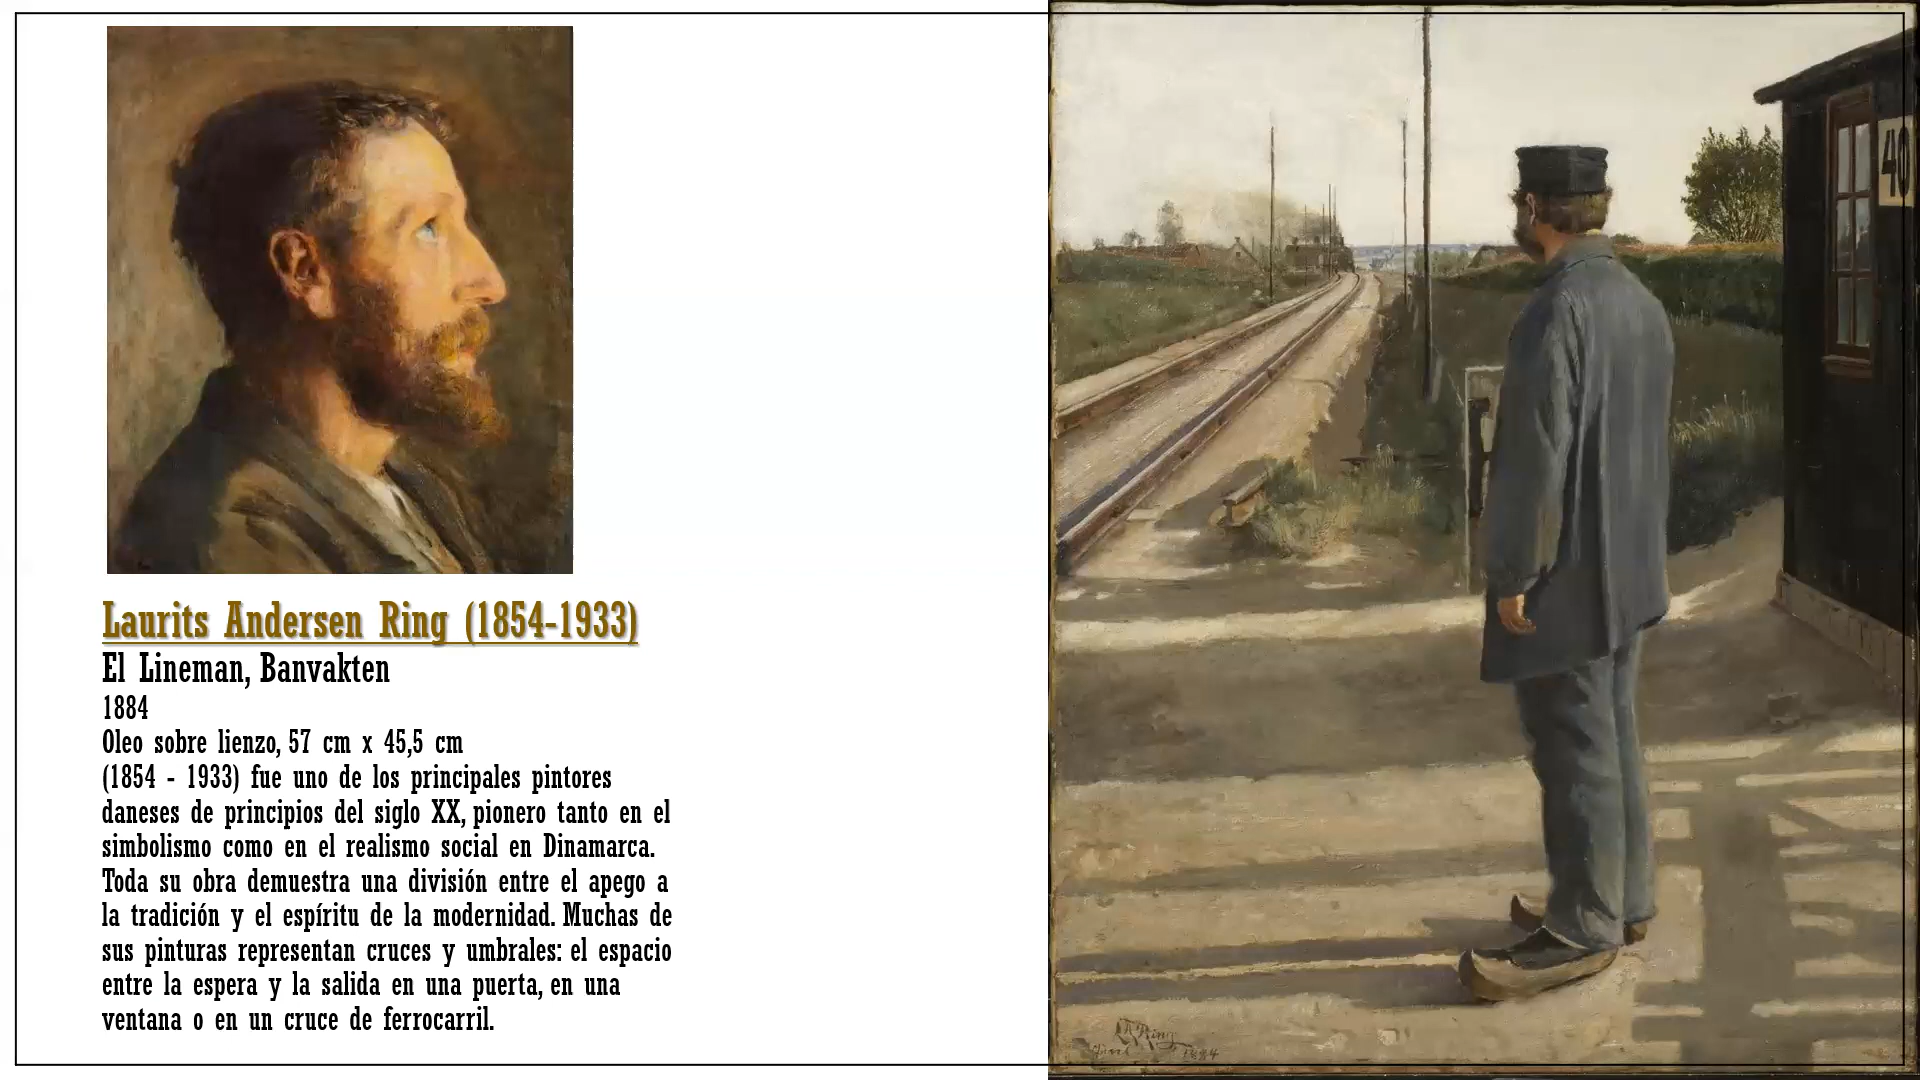 Laurits Andersen Ring (1854-1933)
El Lineman, Banvakten
1884
Oleo sobre lienzo, 57 cm x 45,5 cm
(1854 - 1933) fue uno de los principales pintores
daneses de principios del siglo XX, pionero tanto en el
simbolismo como en el realismo social en Dinamarca.
Toda su obra demuestra una división entre el apego a
la tradición y el espíritu de la modernidad. Muchas de
sus pinturas representan cruces y umbrales: el espacio
entre la espera y la salida en una puerta, en una
ventana o en un cruce de ferrocarril.
40
LA Ring
1884